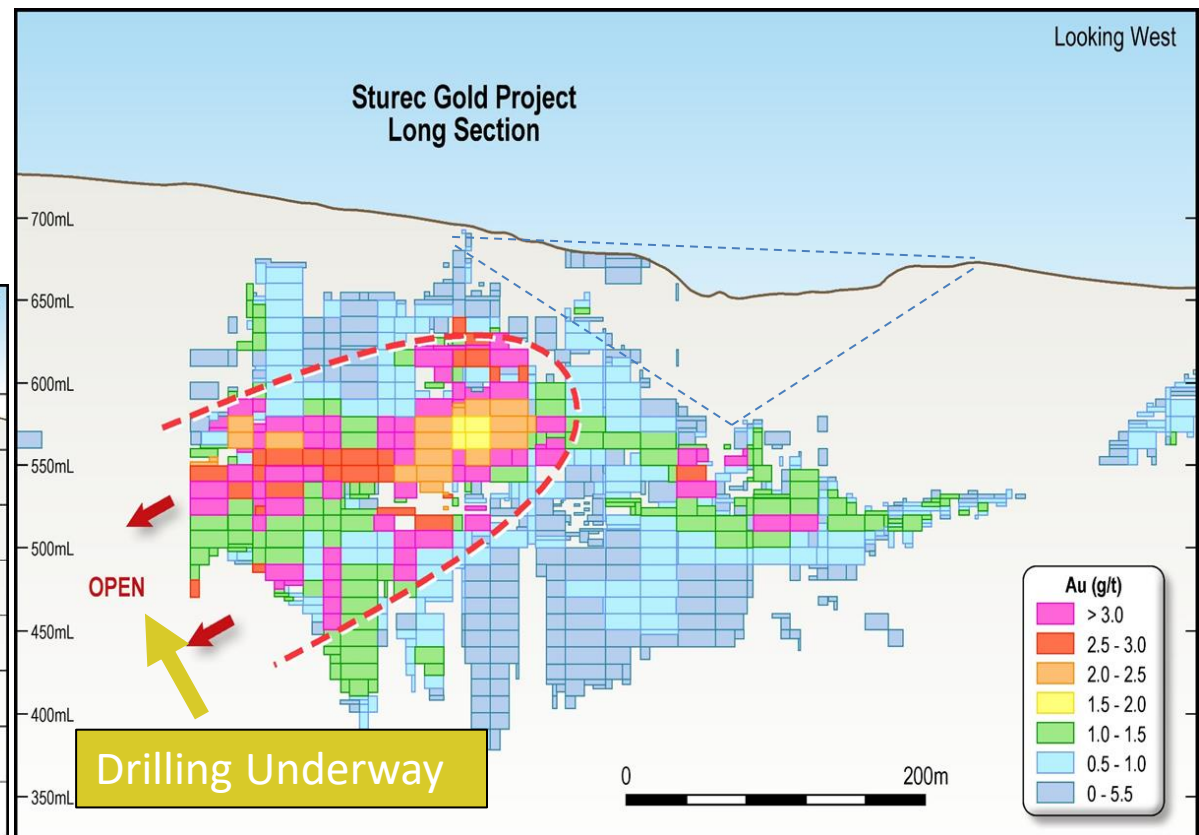 Looking West
Sturec Gold Project
Long Section
700mL
650mL
600mL
550mL
500mL
OPEN
450mL
400mL
350mL
Drilling Underway
0 200m
Au (g/t)
> 3.0
2.5 - 3.0
2.0 - 2.5
1.5 - 2.0
1.0 - 1.5
0.5 - 1.0
0 - 5.5